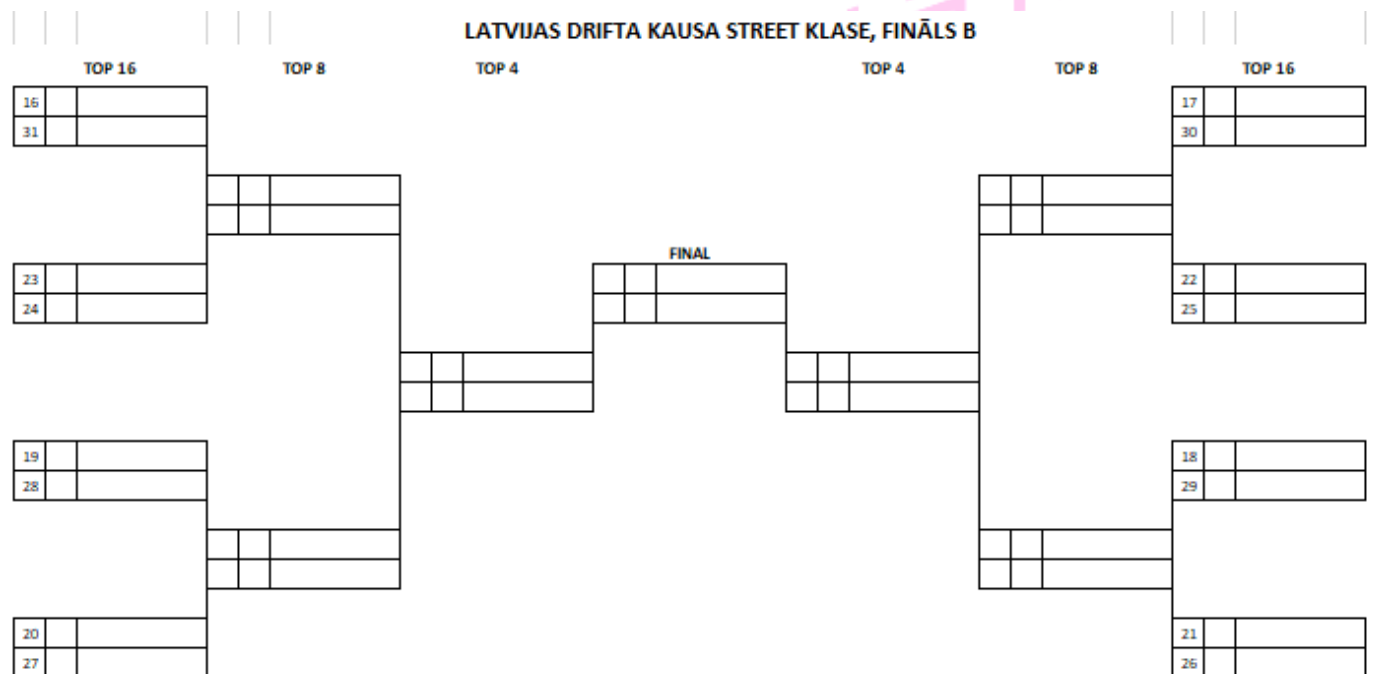 LATVIJAS DRIFTA KAUSA STREET KLASE, FINĀLS B
TOP 16 TOP 8 TOP 4 TOP 4 TOP 8 TOP 16
16 17
31 30
FINAL
23 22
24 25
19 18
28 29
20 21
27 26